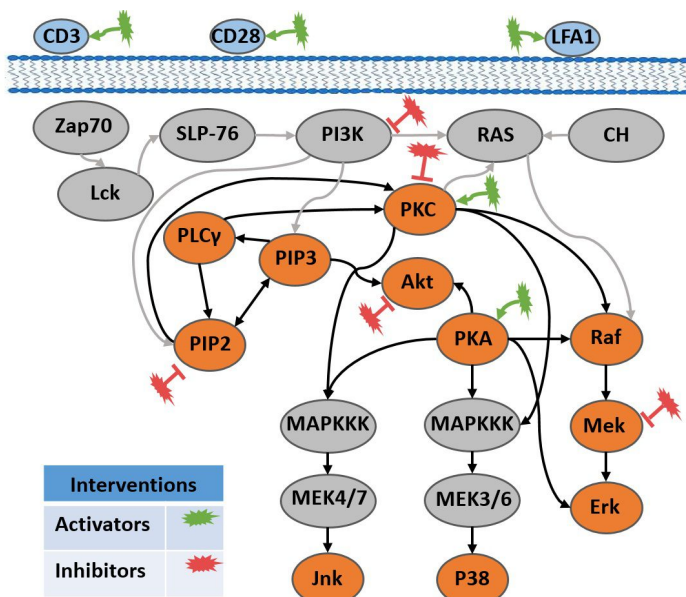 CD3
CD28
LFA1
Zap70
SLP-76
PI3K
RAS
CH
Lck
PKC
PLCγ
PIP3
Akt
PIP2
PKA
Raf
MAPKKK
MAPKKK
Mek
MEK4/7
MEK3/6
Erk
Jnk
P38
Interventions
Activators
Inhibitors